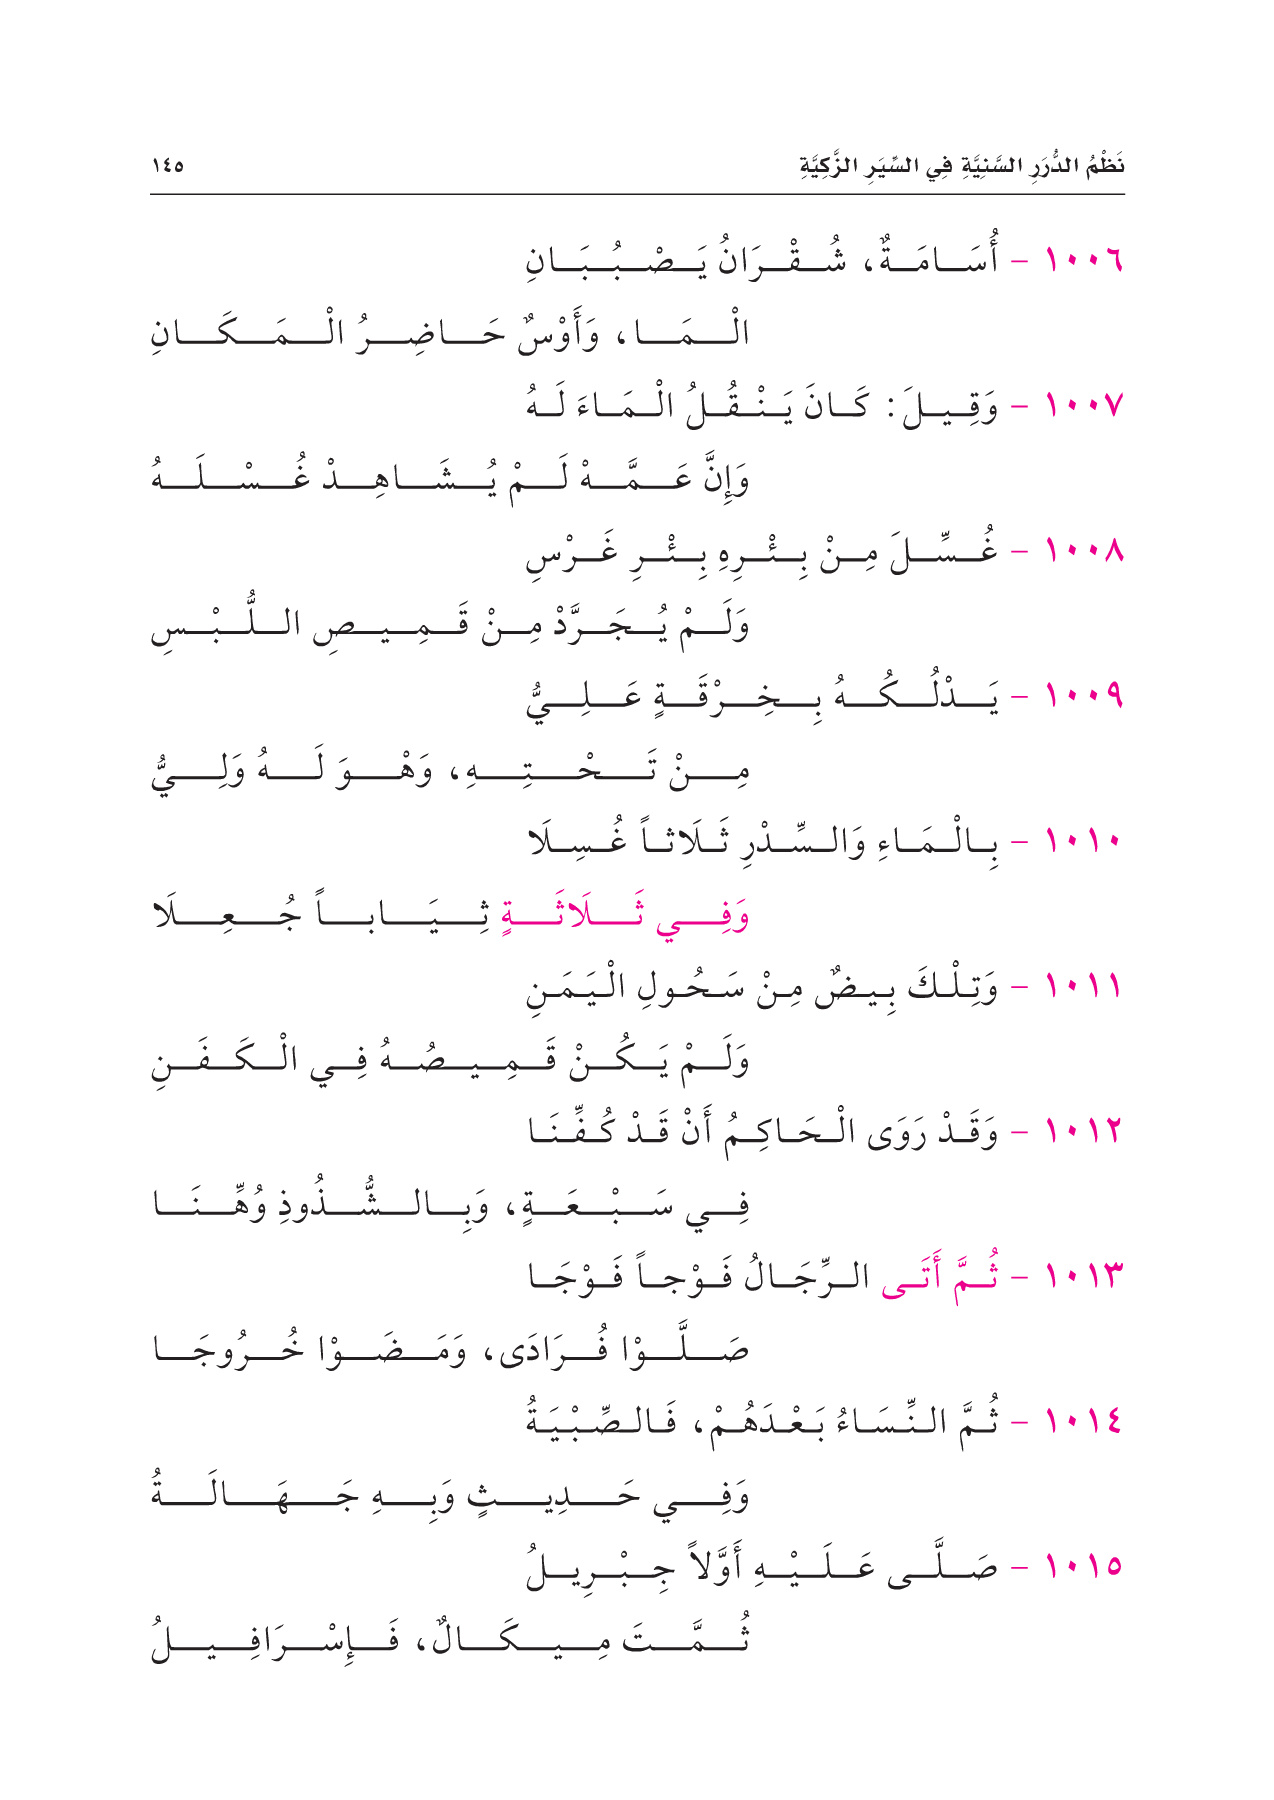 نَظْمُ الدُّرَرِ السَّنِيَّةِ فِي السِّيَرِ الزَّكِيَّةِ ١٤٥
١٠٠٦ - أُسَامَةٌ، شُقْرَانُ يَصْبُبَانِ
الْمَا، وَأَوْسٌ حَاضِرُ الْمَكَانِ
١٠٠٧ - وَقِيلَ: كَانَ يَنْقُلُ الْمَاءَ لَهُ
وَإِنَّ عَمَّهْ لَمْ يُشَاهِدْ غُسْلَهُ
١٠٠٨ - غُسِّلَ مِنْ بِئْرِهِ بِئْرِ غَرْسِ
وَلَمْ يُجَرَّدْ مِنْ قَمِيصِ اللُّبْسِ
١٠٠٩ - يَدْلُكُهُ بِخِرْقَةٍ عَلِيُّ
مِنْ تَحْتِهِ، وَهْوَ لَهُ وَلِيُّ
١٠١٠ - بِالْمَاءِ وَالسِّدْرِ ثَلَاثاً غُسِلَا
وَفِي ثَلَاثَةٍ ثِيَاباً جُعِلَا
١٠١١ - وَتِلْكَ بِيضٌ مِنْ سَحُولِ الْيَمَنِ
وَلَمْ يَكُنْ قَمِيصُهُ فِي الْكَفَنِ
١٠١٢ - وَقَدْ رَوَى الْحَاكِمُ أَنْ قَدْ كُفِّنَا
فِي سَبْعَةٍ، وَبِالشُّذُوذِ وُهِّنَا
١٠١٣ - ثُمَّ أَتَى الرِّجَالُ فَوْجاً فَوْجَا
صَلَّوْا فُرَادَى، وَمَضَوْا خُرُوجَا
١٠١٤ - ثُمَّ النِّسَاءُ بَعْدَهُمْ، فَالصِّبْيَةُ
وَفِي حَدِيثٍ وَبِهِ جَهَالَةُ
١٠١٥ - صَلَّى عَلَيْهِ أَوَّلاً جِبْرِيلُ
ثُمَّتَ مِيكَالٌ، فَإِسْرَافِيلُ